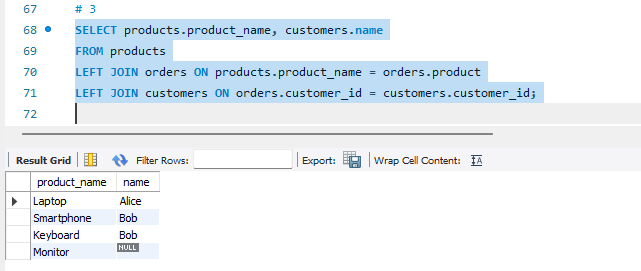 67 # 3
68 SELECT products.product_name, customers.name
69 FROM products
70 LEFT JOIN orders ON products.product_name = orders.product
71 LEFT JOIN customers ON orders.customer_id = customers.customer_id;
72
Result Grid Filter Rows: Export: Wrap Cell Content: IA
product_name name
Laptop Alice
Smartphone Bob
Keyboard Bob
Monitor NULL